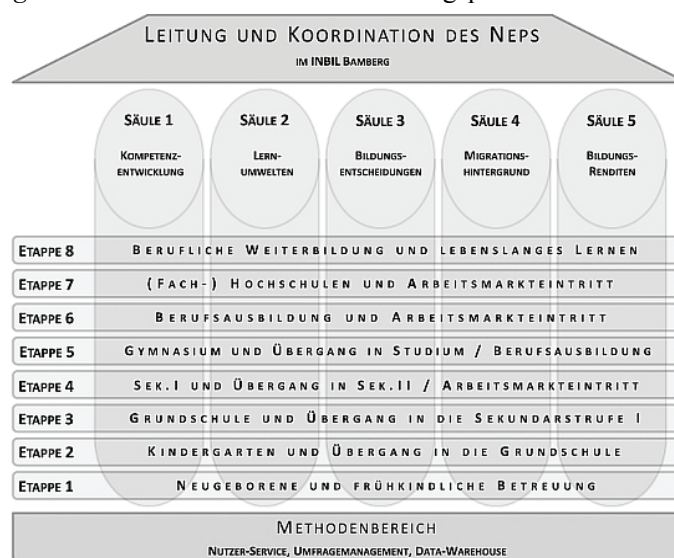 LEITUNG UND KOORDINATION DES NEPS
IM INBIL BAMBERG
SÄULE 1
KOMPETENZ-
ENTWICKLUNG
SÄULE 2
LERN-
UMWELTEN
SÄULE 3
BILDUNGS-
ENTSCHEIDUNGEN
SÄULE 4
MIGRATIONS-
HINTERGRUND
SÄULE 5
BILDUNGS-
RENDITEN
ETAPPE 8 BERUFLICHE WEITERBILDUNG UND LEBENSLANGES LERNEN
ETAPPE 7 (FACH-) HOCHSCHULEN UND ARBEITSMARKTEINTRITT
ETAPPE 6 BERUFSAUSBILDUNG UND ARBEITSMARKTEINTRITT
ETAPPE 5 GYMNASIUM UND ÜBERGANG IN STUDIUM / BERUFSAUSBILDUNG
ETAPPE 4 SEK.I UND ÜBERGANG IN SEK.II / ARBEITSMARKTEINTRITT
ETAPPE 3 GRUNDSCHULE UND ÜBERGANG IN DIE SEKUNDARSTRUFE I
ETAPPE 2 KINDERGARTEN UND ÜBERGANG IN DIE GRUNDSCHULE
ETAPPE 1 NEUGEBORENE UND FRÜHKINDLICHE BETREUUNG
METHODENBEREICH
NUTZER-SERVICE, UMFRAGEMANAGEMENT, DATA-WAREHOUSE